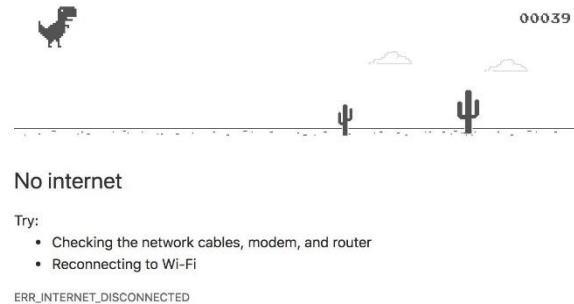 00039
No internet
Try:
• Checking the network cables, modem, and router
• Reconnecting to Wi-Fi
ERR_INTERNET_DISCONNECTED